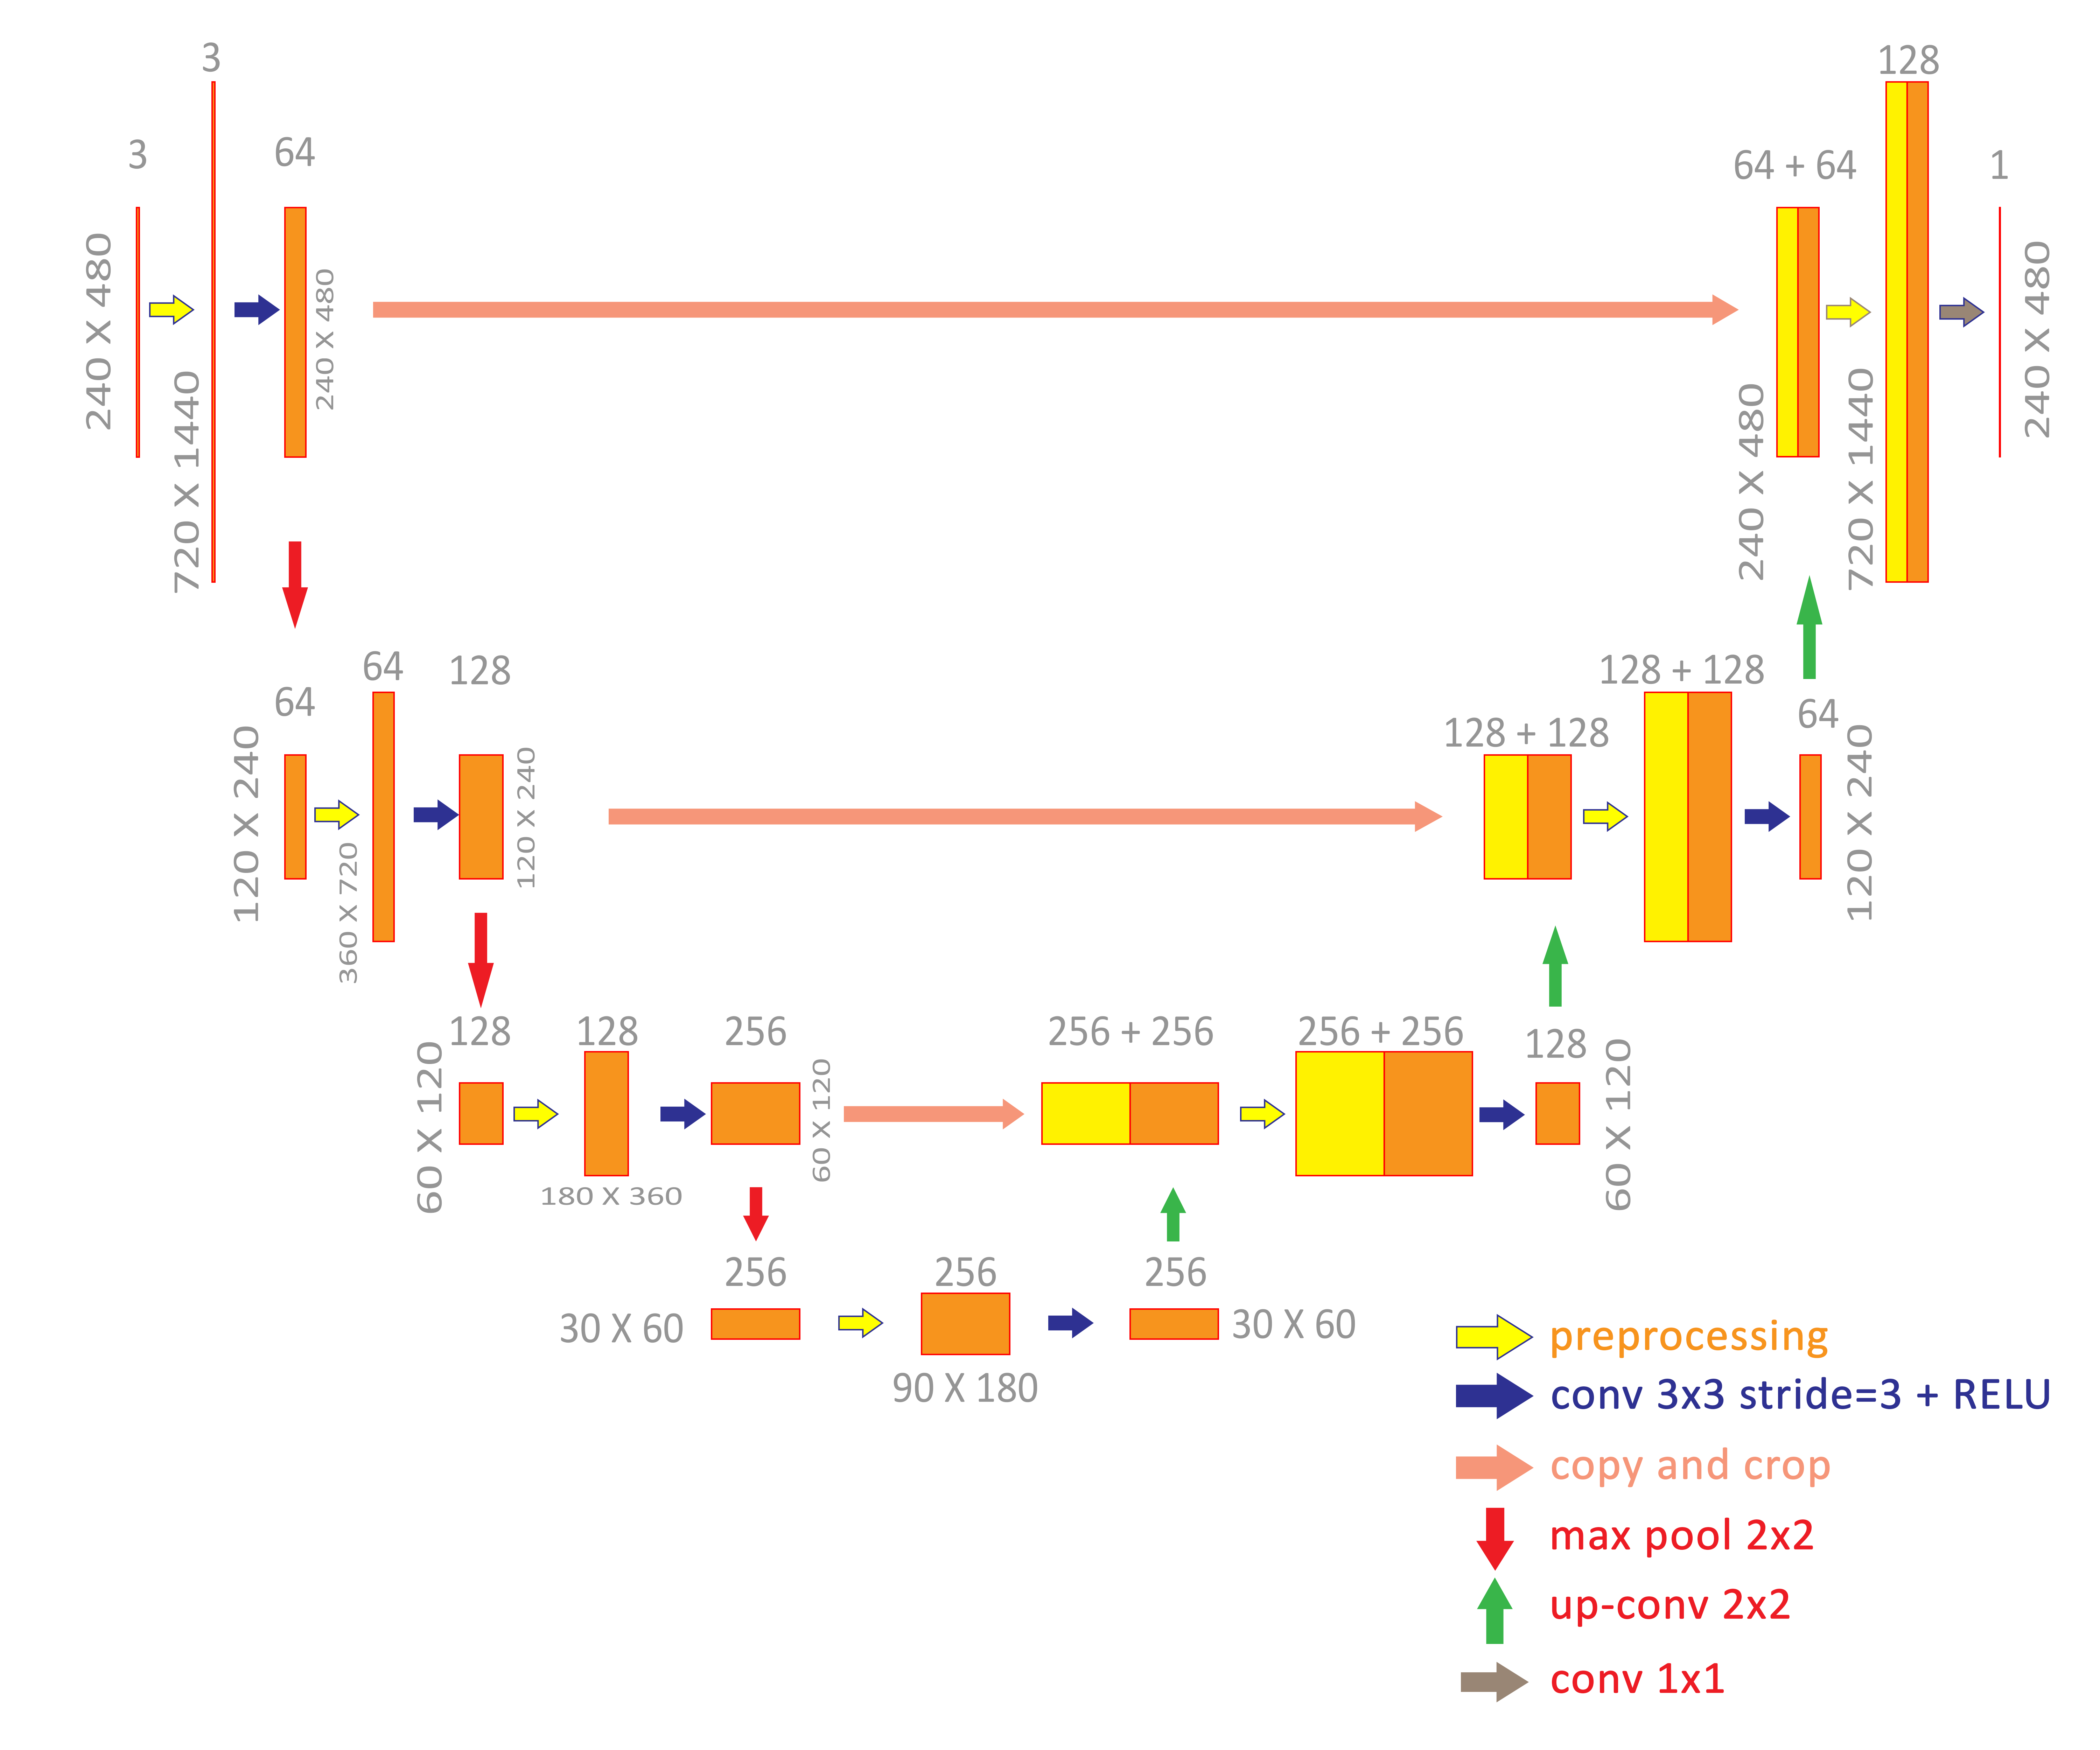 3
3
64
240 X 480
720 X 1440
240 X 480
64 + 64
128
1
240 X 480
720 X 1440
240 X 480
64
64
128
120 X 240
360 X 720
120 X 240
128 + 128
128 + 128
64
120 X 240
128
128
256
60 X 120
180 X 360
60 X 120
256 + 256
256 + 256
128
60 X 120
256
256
256
30 X 60
90 X 180
30 X 60
preprocessing
conv 3x3 stride=3 + RELU
copy and crop
max pool 2x2
up-conv 2x2
conv 1x1